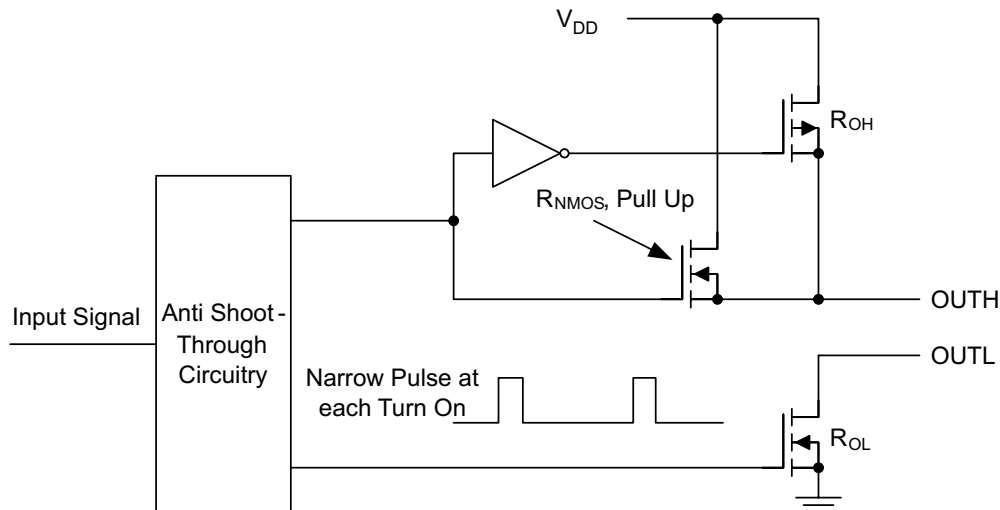 VDD
ROH
RNMOS, Pull Up
Input Signal
Anti Shoot-
Through
Circuitry
OUTH
OUTL
Narrow Pulse at
each Turn On
ROL